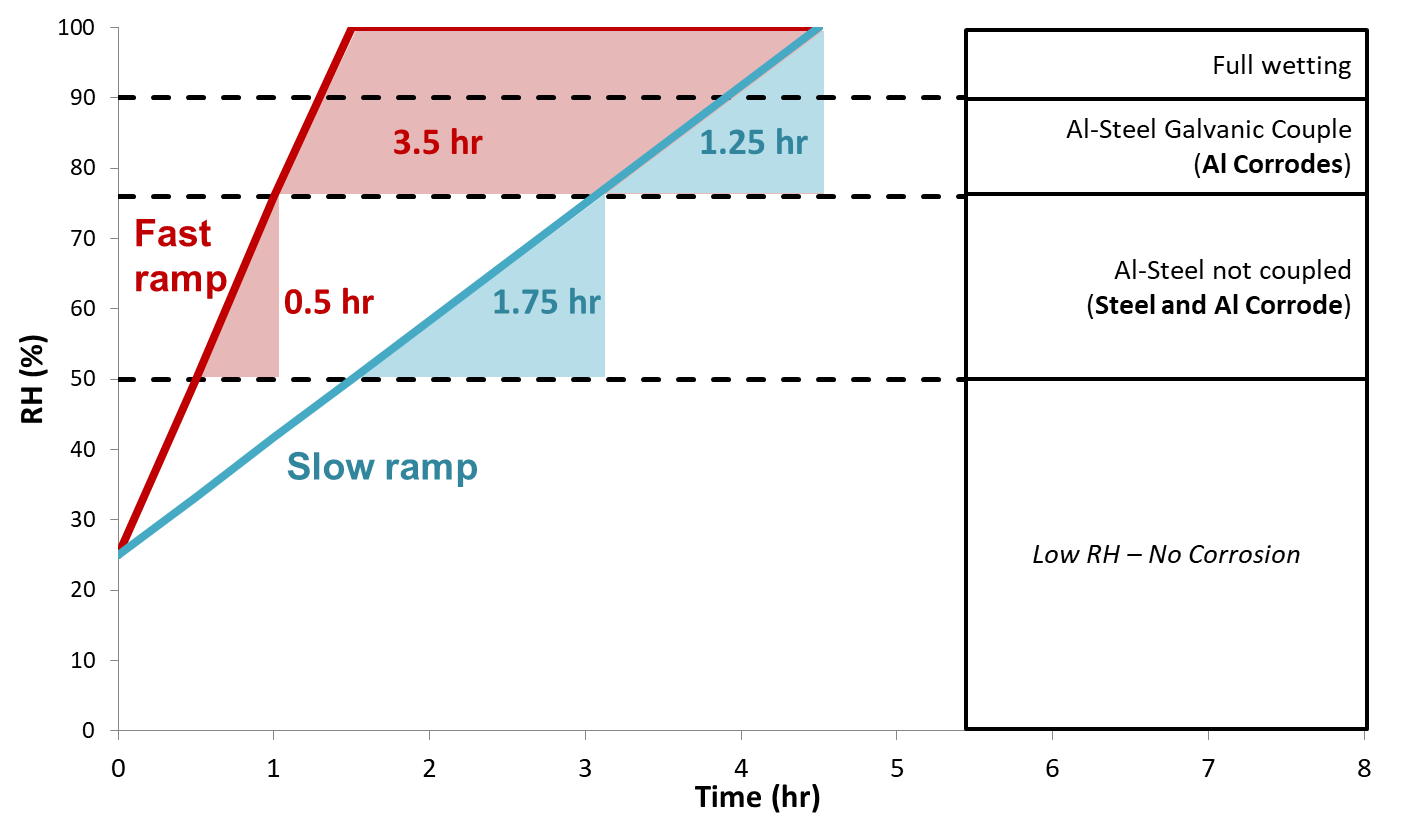 100
90
80
70
60
50
40
30
20
10
0
RH (%)
0
1
2
3
4
5
6
7
8
Time (hr)
Fast
ramp
3.5 hr
0.5 hr
1.25 hr
1.75 hr
Slow ramp
Full wetting
Al-Steel Galvanic Couple
(Al Corrodes)
Al-Steel not coupled
(Steel and Al Corrode)
Low RH – No Corrosion